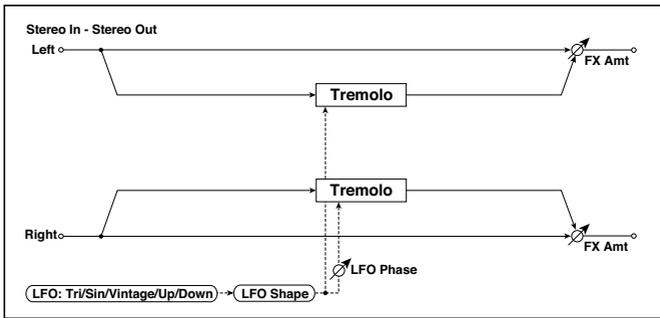 Stereo In - Stereo Out
Left
FX Amt
Tremolo
Tremolo
Right
FX Amt
LFO Phase
LFO: Tri/Sin/Vintage/Up/Down
LFO Shape